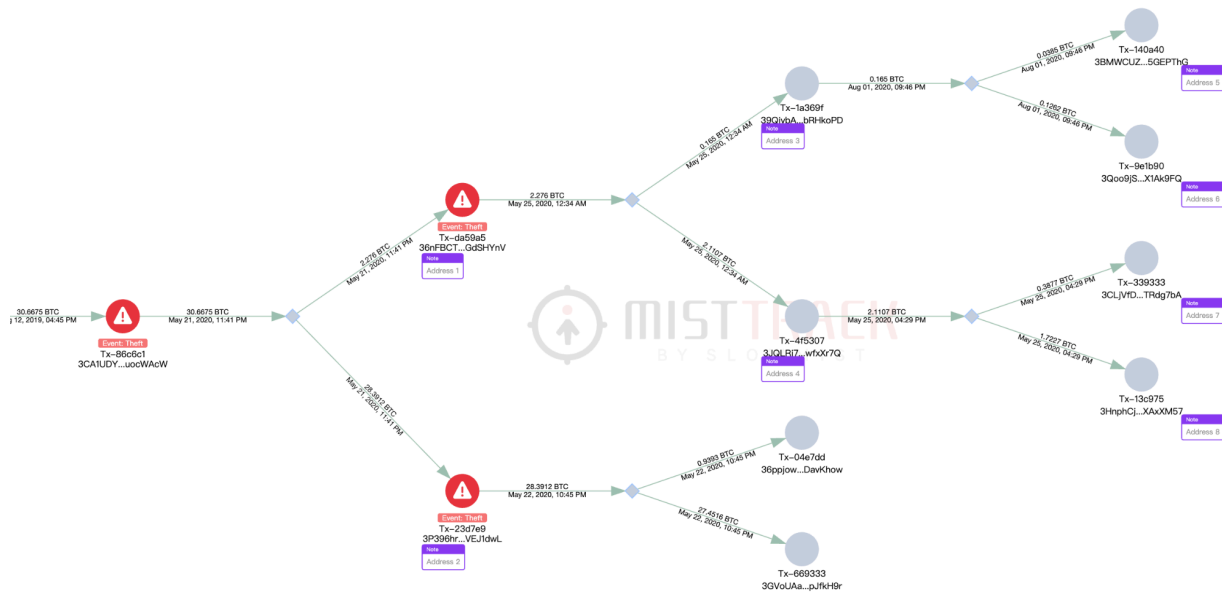 30.6675 BTC
12, 2019, 04:45 PM
Event: Theft
Tx-86c6c1
3CA1UDY...uocWAcW
30.6675 BTC
May 21, 2020, 11:41 PM
2.276 BTC
May 21, 2020, 11:41 PM
28.3912 BTC
May 21, 2020, 11:41 PM
Event: Theft
Tx-da59a5
36nFBCT...GdSHYnV
Note
Address 1
2.276 BTC
May 25, 2020, 12:34 AM
Event: Theft
Tx-23d7e9
3P396hr...VEJ1dwL
Note
Address 2
28.3912 BTC
May 22, 2020, 10:45 PM
0.165 BTC
May 25, 2020, 12:34 AM
2.1107 BTC
May 25, 2020, 12:34 AM
0.9393 BTC
May 22, 2020, 10:45 PM
27.4516 BTC
May 22, 2020, 10:45 PM
Tx-1a369f
39QivbA...bRHkoPD
Note
Address 3
0.165 BTC
Aug 01, 2020, 09:46 PM
MISTTRACK
BY
Tx-4f5307
Note
Address 4
2.1107 BTC
May 25, 2020, 04:29 PM
Tx-04e7dd
36ppjow...DavKhow
Tx-669333
3GVoUAa...pJfkH9r
0.0385 BTC
Aug 01, 2020, 09:46 PM
0.1262 BTC
Aug 01, 2020, 09:46 PM
0.3877 BTC
May 25, 2020, 04:29 PM
1.7227 BTC
May 25, 2020, 04:29 PM
Tx-140a40
3BMWCUZ...5GEPThG
Note
Address 5
Tx-9e1b90
3Qoo9jS...X1Ak9FQ
Note
Address 6
Tx-339333
3CLjVfD...TRdg7bA
Note
Address 7
Tx-13c975
3HnphCj...XAxXM57
Note
Address 8